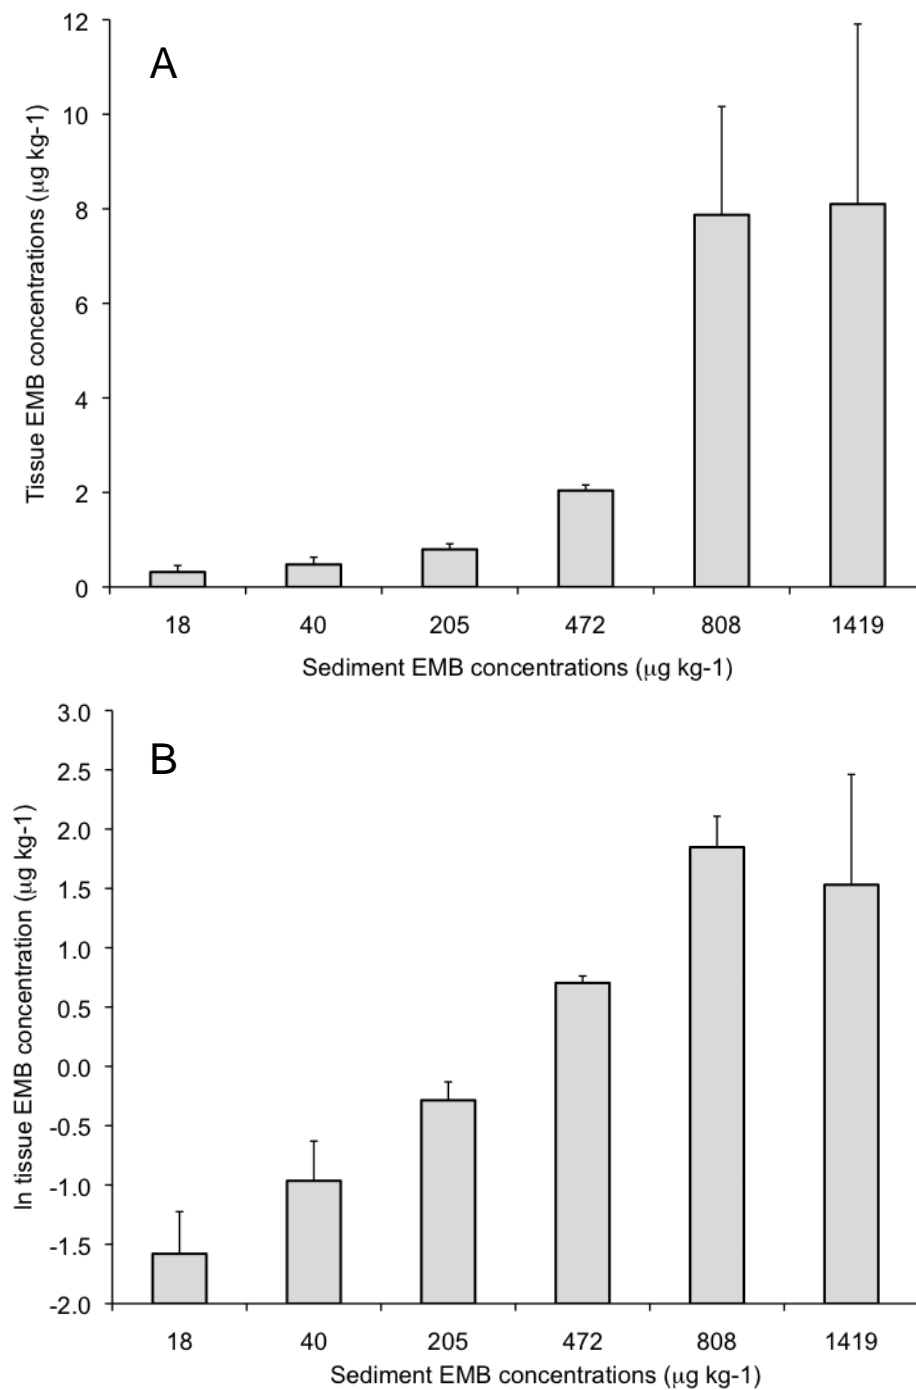 A
Tissue EMB concentrations (μg kg-1)
12
10
8
6
4
2
0
18 40 205 472 808 1419
Sediment EMB concentrations (μg kg-1)
B
ln tissue EMB concentration (μg kg-1)
3.0
2.5
2.0
1.5
1.0
0.5
0.0
-0.5
-1.0
-1.5
-2.0
18 40 205 472 808 1419
Sediment EMB concentrations (μg kg-1)